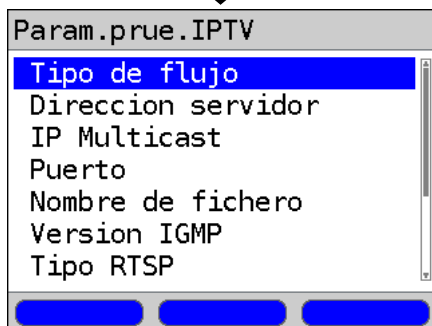 Param.prue.IPTV
Tipo de flujo
Direccion servidor
IP Multicast
Puerto
Nombre de fichero
Version IGMP
Tipo RTSP